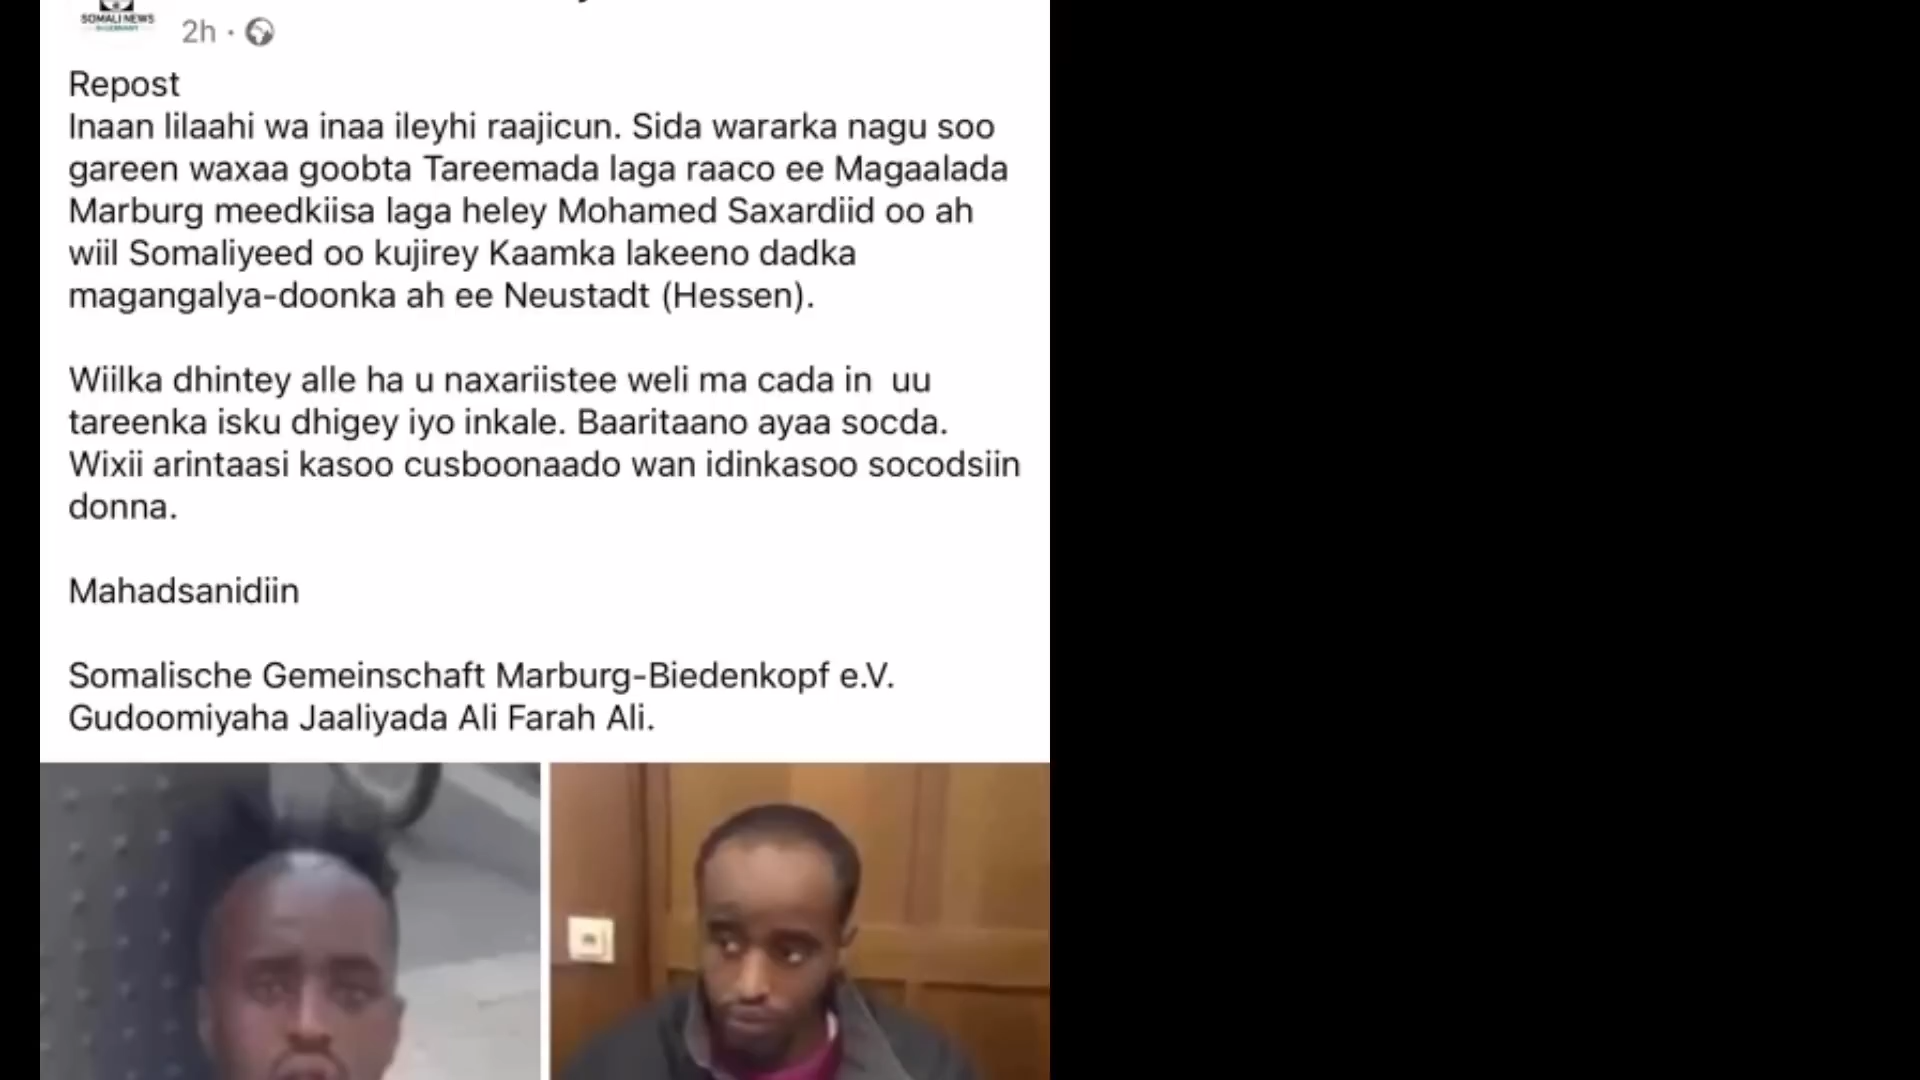 SOMALI NEWS
IN GERMANY
2h ·
Repost
Inaan lilaahi wa inaa ileyhi raajicun. Sida wararka nagu soo
gareen waxaa goobta Tareemada laga raaco ee Magaalada
Marburg meedkiisa laga heley Mohamed Saxardiid oo ah
wiil Somaliyeed oo kujirey Kaamka lakeeno dadka
magangalya-doonka ah ee Neustadt (Hessen).
Wiilka dhintey alle ha u naxariistee weli ma cada in uu
tareenka isku dhigey iyo inkale. Baaritaano ayaa socda.
Wixii arintaasi kasoo cusboonaado wan idinkasoo socodsiin
donna.
Mahadsanidiin
Somalische Gemeinschaft Marburg-Biedenkopf e.V.
Gudoomiyaha Jaaliyada Ali Farah Ali.